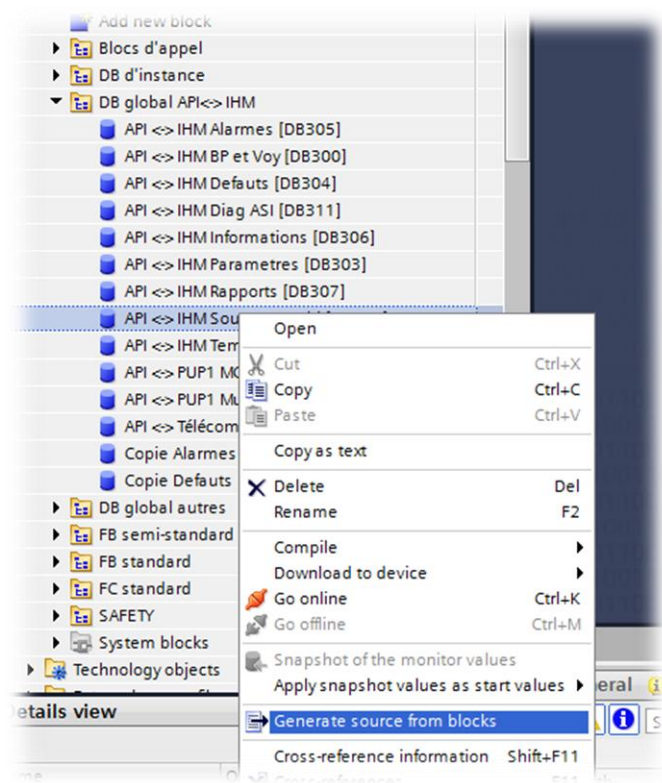 Add new block
Blocs d'appel
DB d'instance
DB global API<>IHM
API <-> IHM Alarmes [DB305]
API <-> IHM BP et Voy [DB300]
API <-> IHM Defauts [DB304]
API <-> IHM Diag ASI [DB311]
API <-> IHM Informations [DB306]
API <-> IHM Parametres [DB303]
API <-> IHM Rapports [DB307]
API <-> IHM Sou
API <-> IHM Tem
API <-> PUP1 MO
API <-> PUP1 Mu
API <-> Télécom
Copie Alarmes
Copie Defauts
DB global autres
FB semi-standard
FB standard
FC standard
SAFETY
System blocks
Technology objects
etails view
Open
Cut Ctrl+X
Copy Ctrl+C
Paste Ctrl+V
Copy as text
Delete Del
Rename F2
Compile
Download to device
Go online Ctrl+K
Go offline Ctrl+M
Snapshot of the monitor values
Apply snapshot values as start values
Generate source from blocks
Cross-reference information Shift+F11
eral